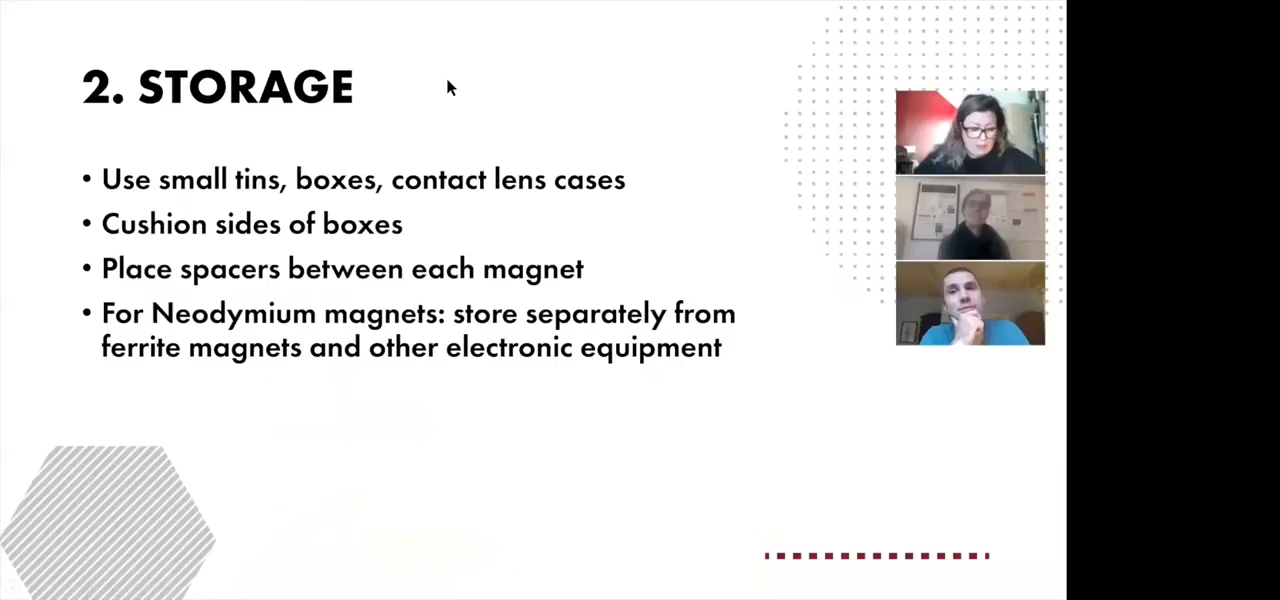 2. STORAGE
• Use small tins, boxes, contact lens cases
• Cushion sides of boxes
• Place spacers between each magnet
• For Neodymium magnets: store separately from
ferrite magnets and other electronic equipment